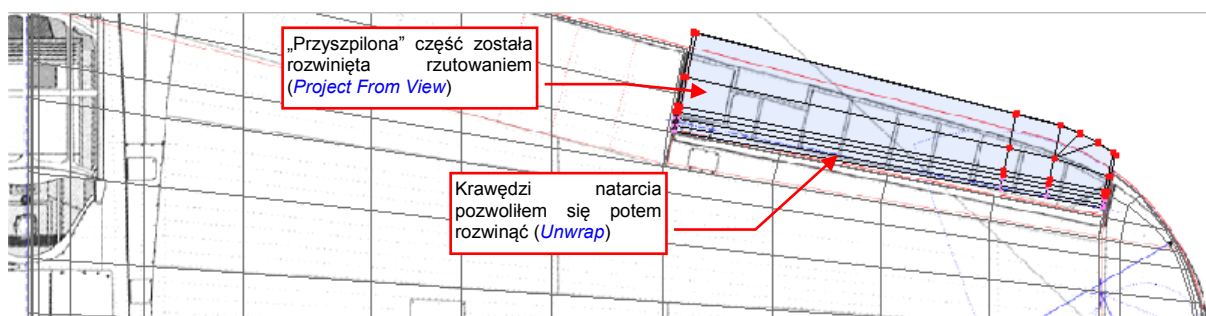 „Przyszpilona” część została
rozwinięta rzutowaniem
(Project From View)
Krawędzi natarcia
pozwoliłem się potem
rozwinąć (Unwrap)